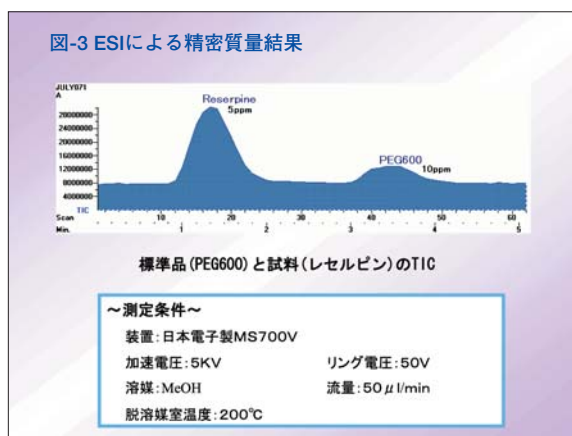 図-3 ESIによる精密質量結果
JULY071
A
Reserpine
5ppm
PEG600
10ppm
28000000
24000000
20000000
16000000
12000000
8000000
4000000
TIC
Scan 10 20 30 40 50 60
Min. 1 2 3 4 5
標準品(PEG600)と試料(レセルピン)のTIC
～測定条件～
装置:日本電子製MS700V
加速電圧:5KV リング電圧:50V
溶媒:MeOH 流量:50μl/min
脱溶媒室温度:200℃